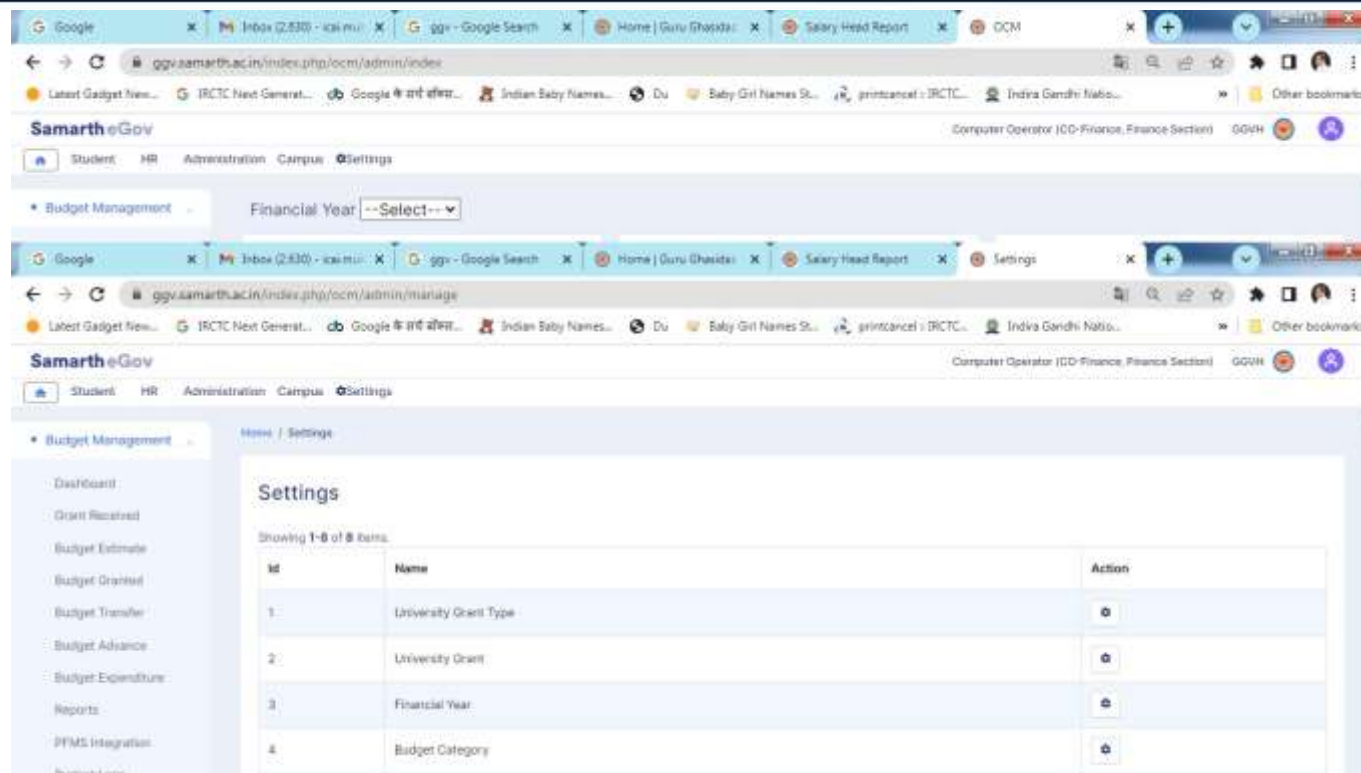 Google Inbox (2,630) - icai.mu ggv - Google Search Home | Guru Ghasidas Salary Head Report OCM
ggv.samarth.ac.in/index.php/ocm/admin/index
Latest Gadget New... IRCTC Next Generat... Google के सर्च बॉक्स... Indian Baby Names... Du Baby Girl Names St... printcancel : IRCTC... Indira Gandhi Natio... » Other bookmarks
Samarth eGov Computer Operator (CO-Finance, Finance Section) GGVH
Student HR Administration Campus Settings
Budget Management Financial Year --Select--
Google Inbox (2,630) - icai.mu ggv - Google Search Home | Guru Ghasidas Salary Head Report Settings
ggv.samarth.ac.in/index.php/ocm/admin/manage
Latest Gadget New... IRCTC Next Generat... Google के सर्च बॉक्स... Indian Baby Names... Du Baby Girl Names St... printcancel : IRCTC... Indira Gandhi Natio... » Other bookmarks
Samarth eGov Computer Operator (CO-Finance, Finance Section) GGVH
Student HR Administration Campus Settings
Budget Management Home / Settings
Dashboard
Settings
Grant Received
Showing 1-8 of 8 items.
Budget Estimate
Id Name Action
Budget Granted
1 University Grant Type
Budget Transfer
Budget Advance
2 University Grant
Budget Expenditure
3 Financial Year
Reports
PFMS Integration
4 Budget Category